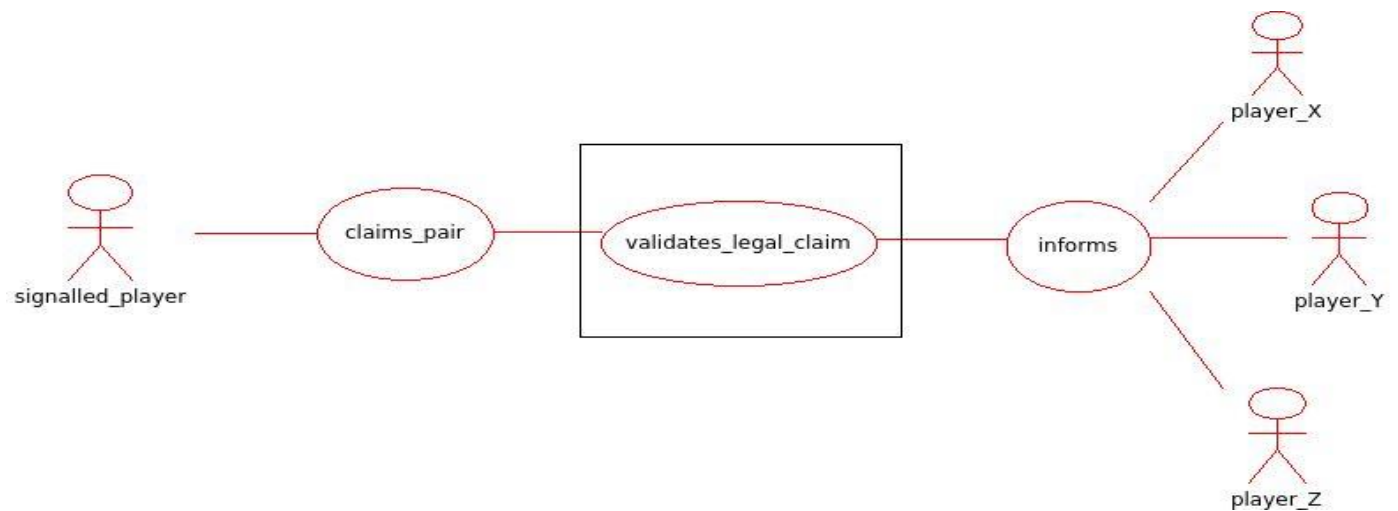 player_X
claims_pair
validates_legal_claim
informs
signalled_player
player_Y
player_Z